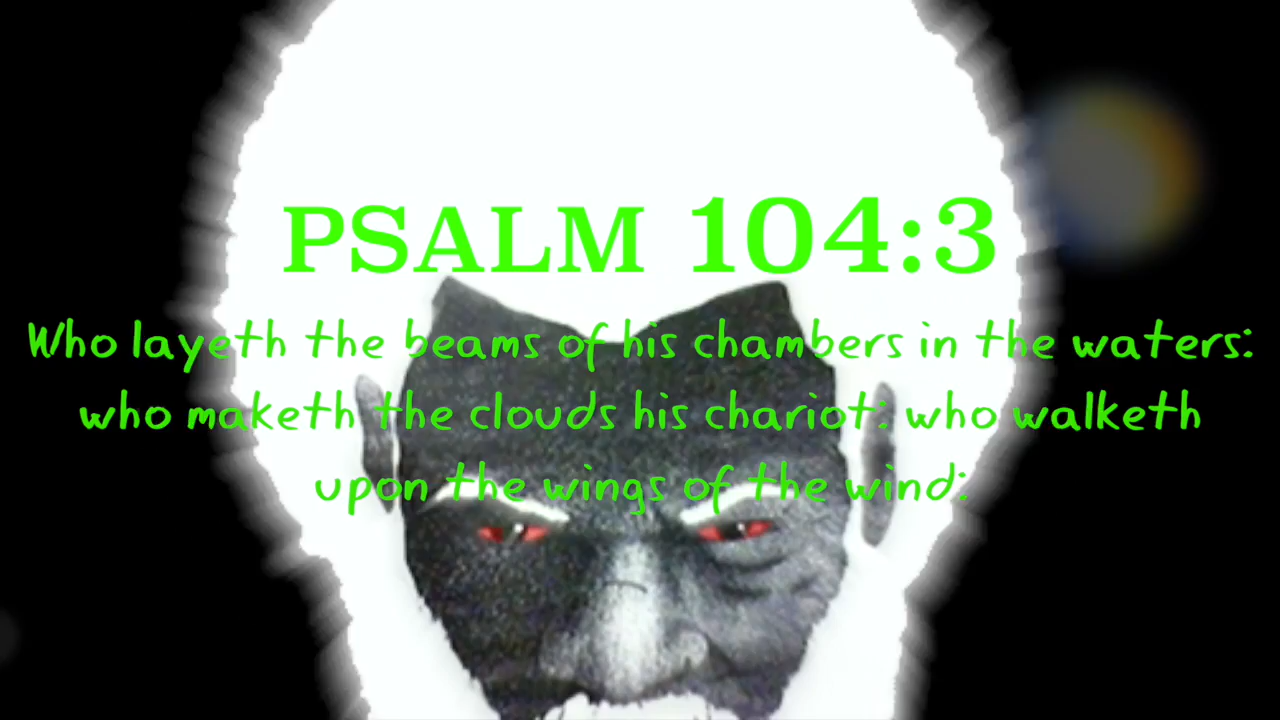 PSALM 104:3
Who layeth the beams of his chambers in the waters:
who maketh the clouds his chariot: who walketh
upon the wings of the wind: